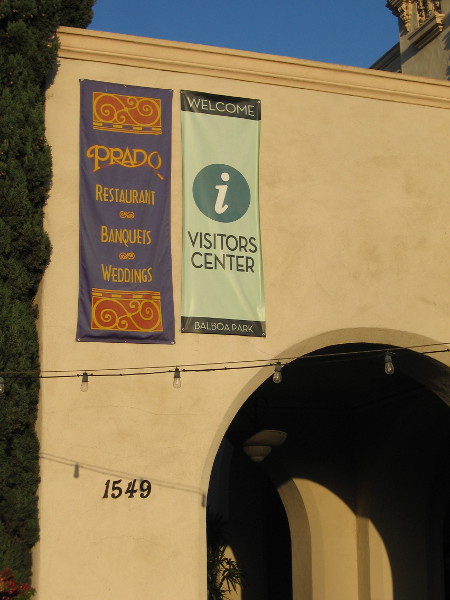 PRADO
RESTAURANT
BANQUETS
WEDDINGS
WELCOME
i
VISITORS
CENTER
BALBOA PARK
1549